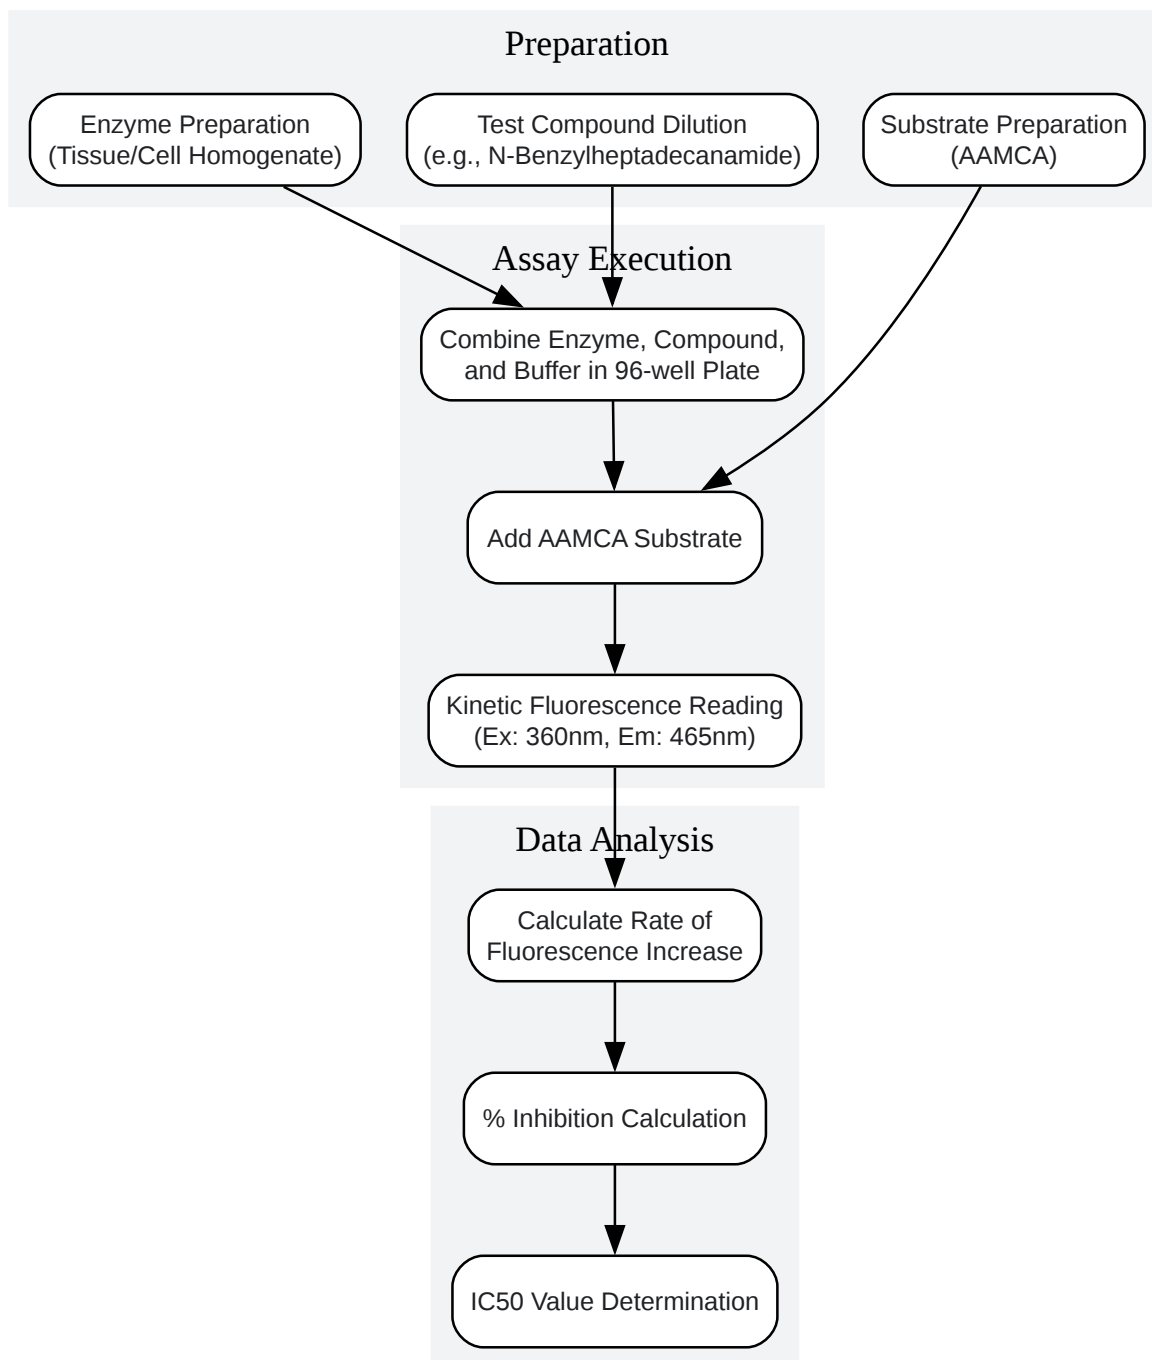 Preparation
Enzyme Preparation
(Tissue/Cell Homogenate)
Test Compound Dilution
(e.g., N-Benzylheptadecanamide)
Substrate Preparation
(AAMCA)
Assay Execution
Combine Enzyme, Compound,
and Buffer in 96-well Plate
Add AAMCA Substrate
Kinetic Fluorescence Reading
(Ex: 360nm, Em: 465nm)
Data Analysis
Calculate Rate of
Fluorescence Increase
% Inhibition Calculation
IC50 Value Determination